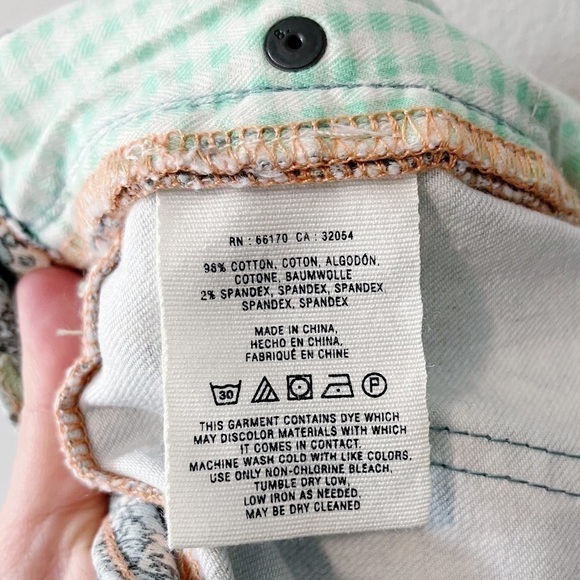 RN : 66170 CA : 32054
98% COTTON, COTON, ALGODÓN,
COTONE, BAUMWOLLE
2% SPANDEX, SPANDEX, SPANDEX
SPANDEX, SPANDEX
MADE IN CHINA,
HECHO EN CHINA,
FABRIQUÉ EN CHINE
30 P
THIS GARMENT CONTAINS DYE WHICH
MAY DISCOLOR MATERIALS WITH WHICH
IT COMES IN CONTACT.
MACHINE WASH COLD WITH LIKE COLORS,
USE ONLY NON-CHLORINE BLEACH,
TUMBLE DRY LOW,
LOW IRON AS NEEDED,
MAY BE DRY CLEANED